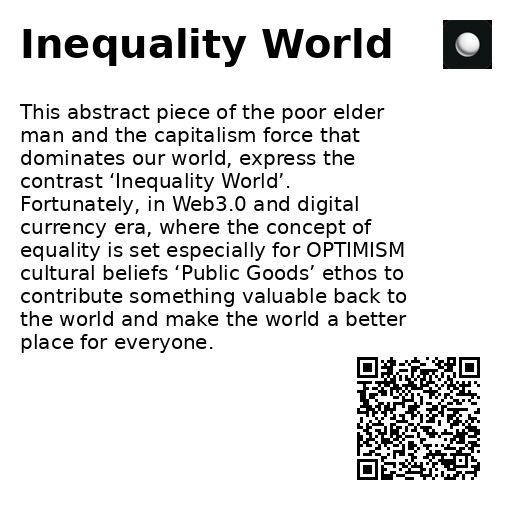 Inequality World
This abstract piece of the poor elder
man and the capitalism force that
dominates our world, express the
contrast ‘Inequality World’.
Fortunately, in Web3.0 and digital
currency era, where the concept of
equality is set especially for OPTIMISM
cultural beliefs ‘Public Goods’ ethos to
contribute something valuable back to
the world and make the world a better
place for everyone.